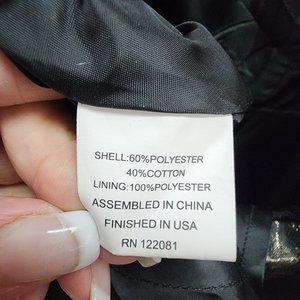 SHELL:60%POLYESTER
40%COTTON
LINING:100%POLYESTER
ASSEMBLED IN CHINA
FINISHED IN USA
RN 122081